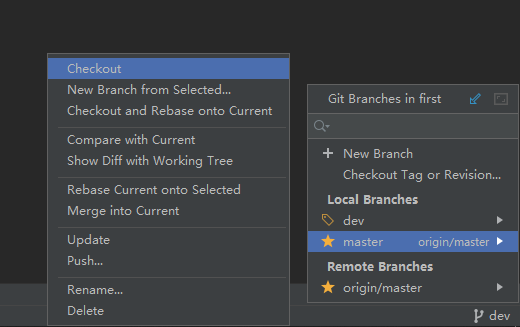 Checkout
New Branch from Selected...
Checkout and Rebase onto Current
Compare with Current
Show Diff with Working Tree
Rebase Current onto Selected
Merge into Current
Update
Push...
Rename...
Delete
Git Branches in first
New Branch
Checkout Tag or Revision...
Local Branches
dev
master origin/master
Remote Branches
origin/master
dev